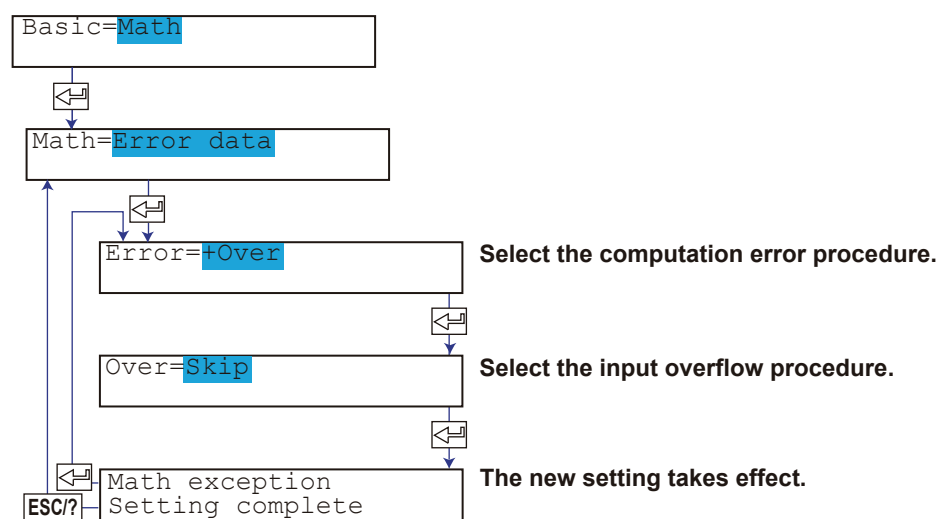 Basic=Math
Math=Error data
Error=+Over
Select the computation error procedure.
Over=Skip
Select the input overflow procedure.
Math exception
Setting complete
The new setting takes effect.
ESC/?